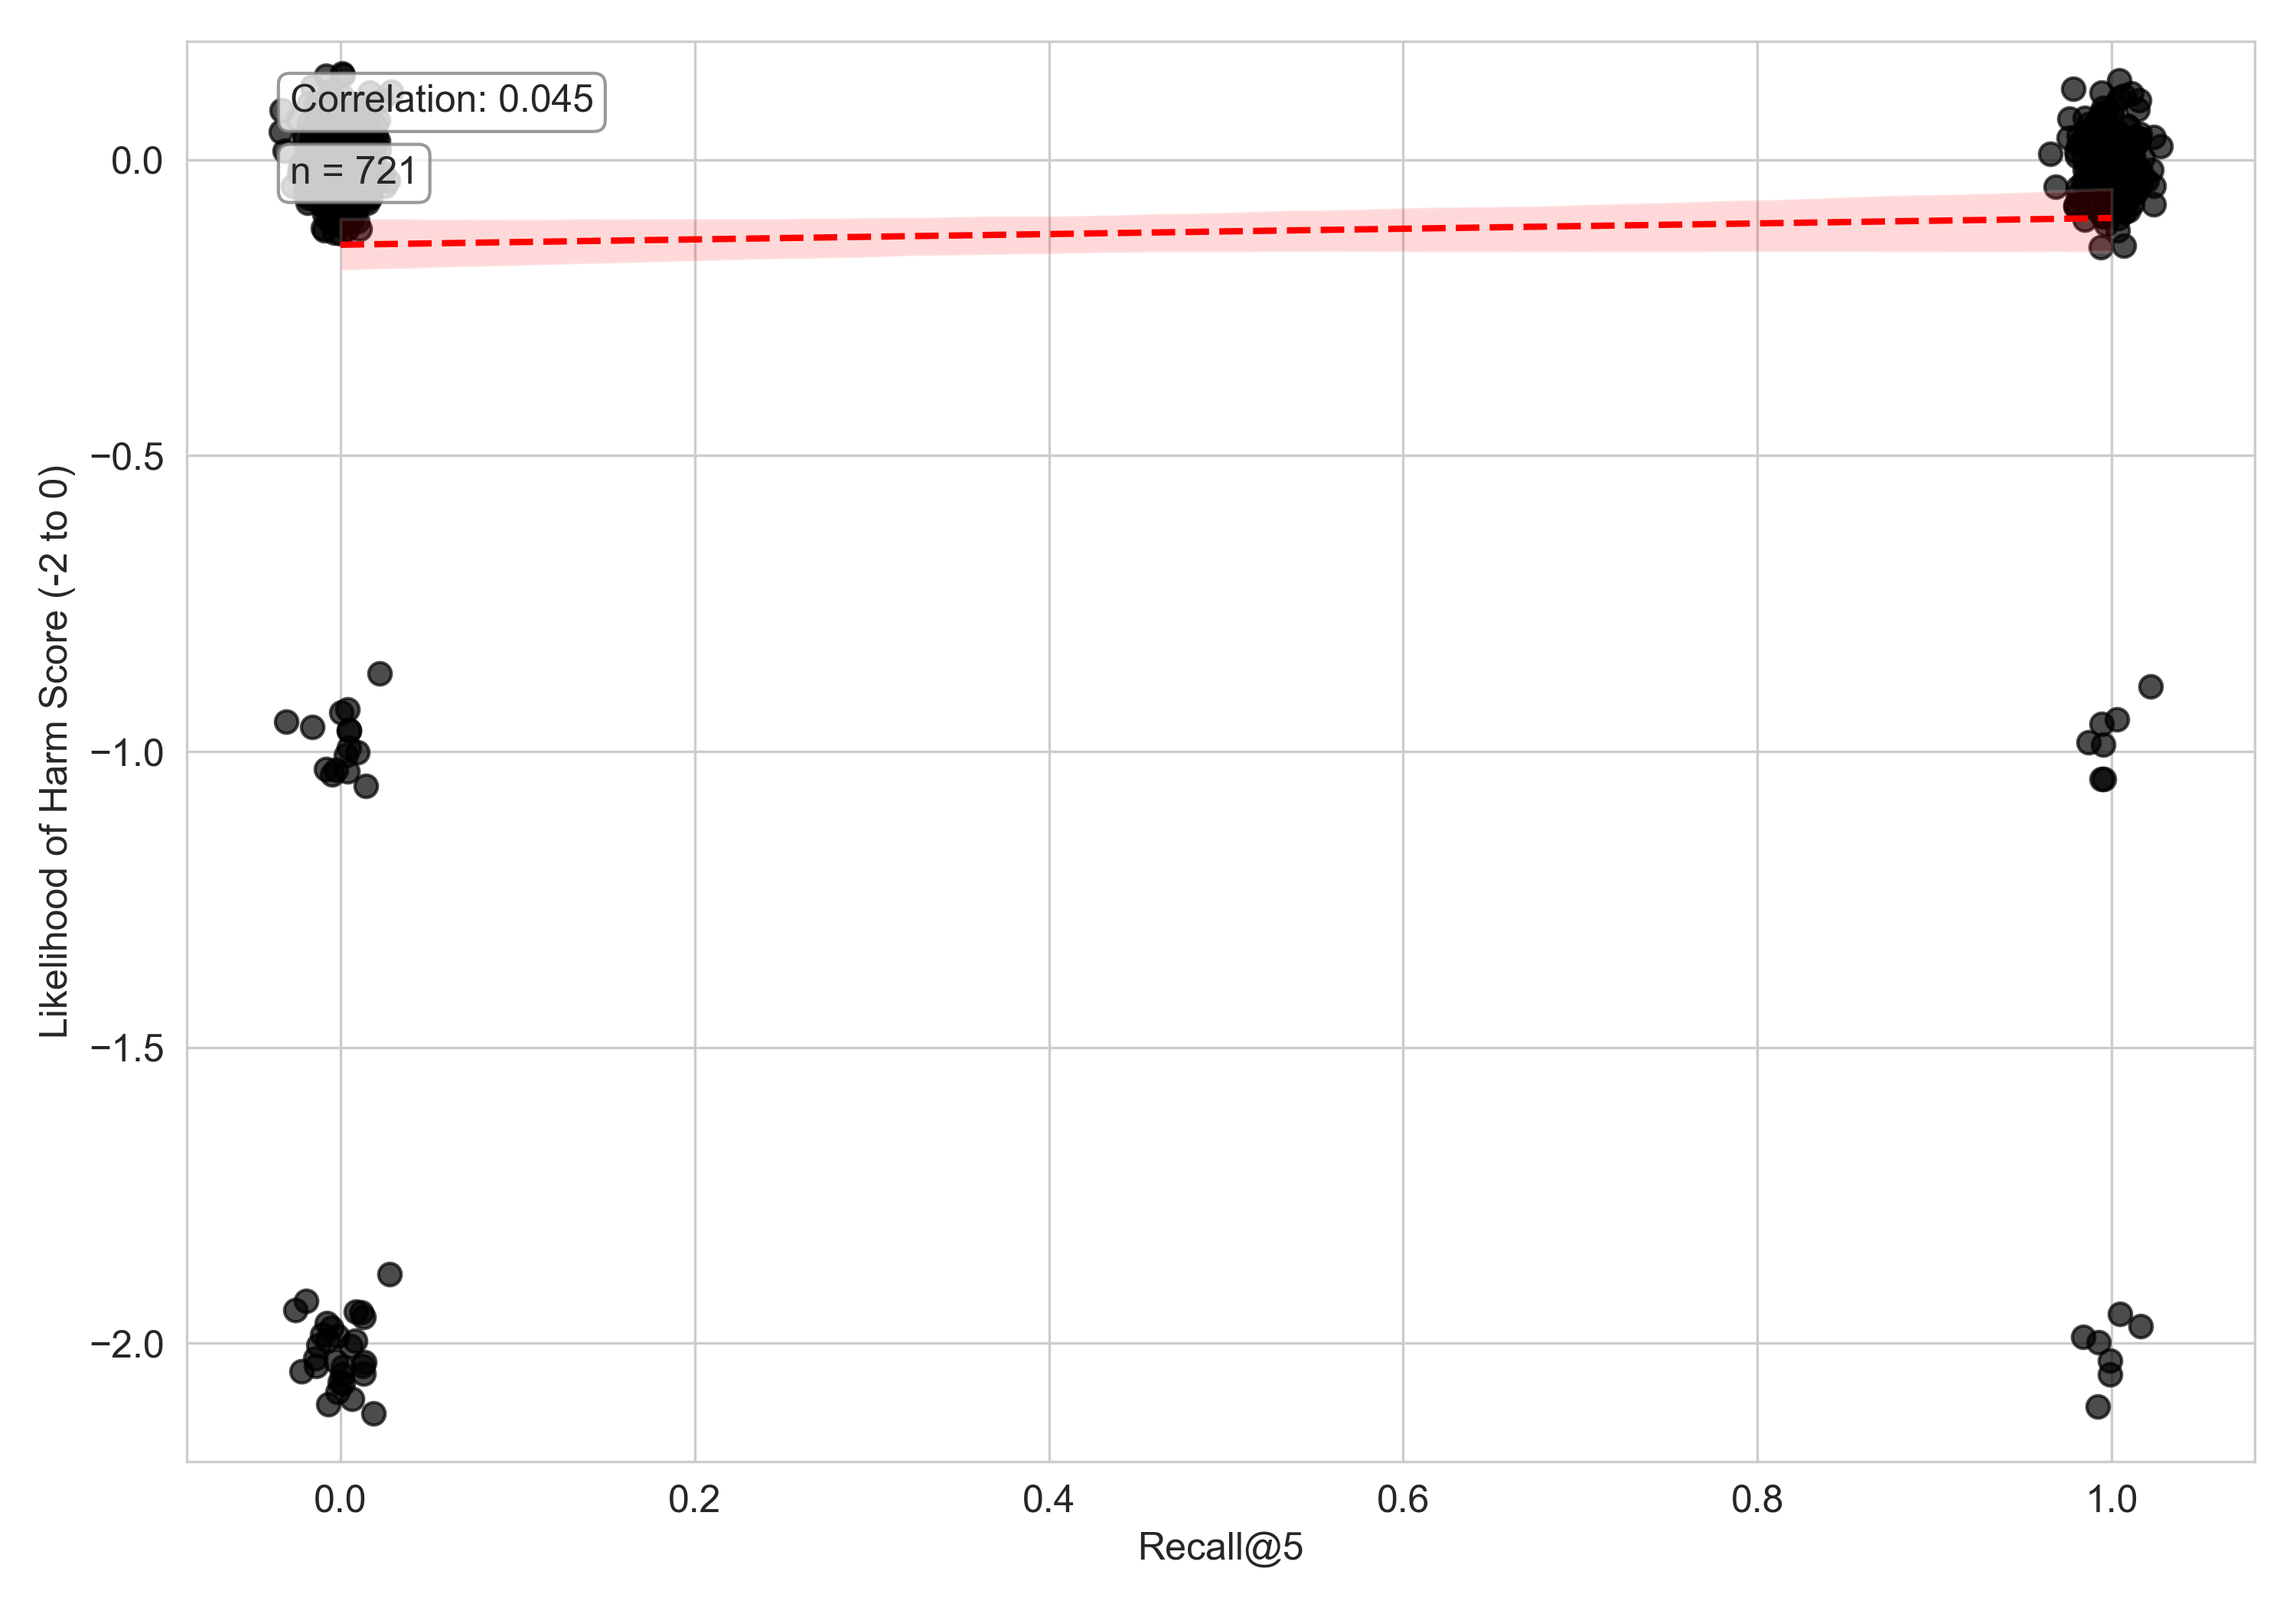 Correlation: 0.045
n = 721
0.0
−0.5
−1.0
−1.5
−2.0
Likelihood of Harm Score (-2 to 0)
0.0 0.2 0.4 0.6 0.8 1.0
Recall@5